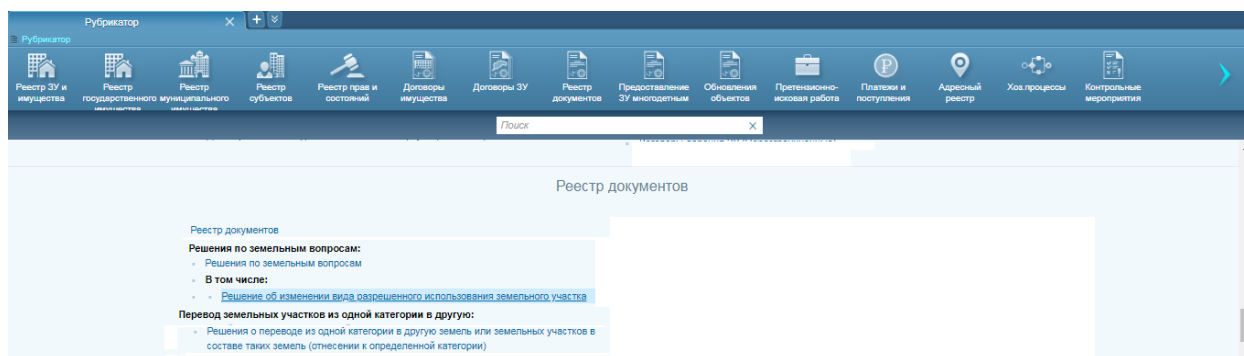 Рубрикатор
Рубрикатор
Реестр ЗУ и имущества
Реестр государственного имущества
Реестр муниципального имущества
Реестр субъектов
Реестр прав и состояний
Договоры имущества
Договоры ЗУ
Реестр документов
Предоставление ЗУ многодетным
Обновления объектов
Претензионно-исковая работа
Платежи и поступления
Адресный реестр
Хоз.процессы
Контрольные мероприятия
Поиск
Реестр документов
Реестр документов
Решения по земельным вопросам:
Решения по земельным вопросам
В том числе:
Решение об изменении вида разрешенного использования земельного участка
Перевод земельных участков из одной категории в другую:
Решения о переводе из одной категории в другую земель или земельных участков в
составе таких земель (отнесении к определенной категории)